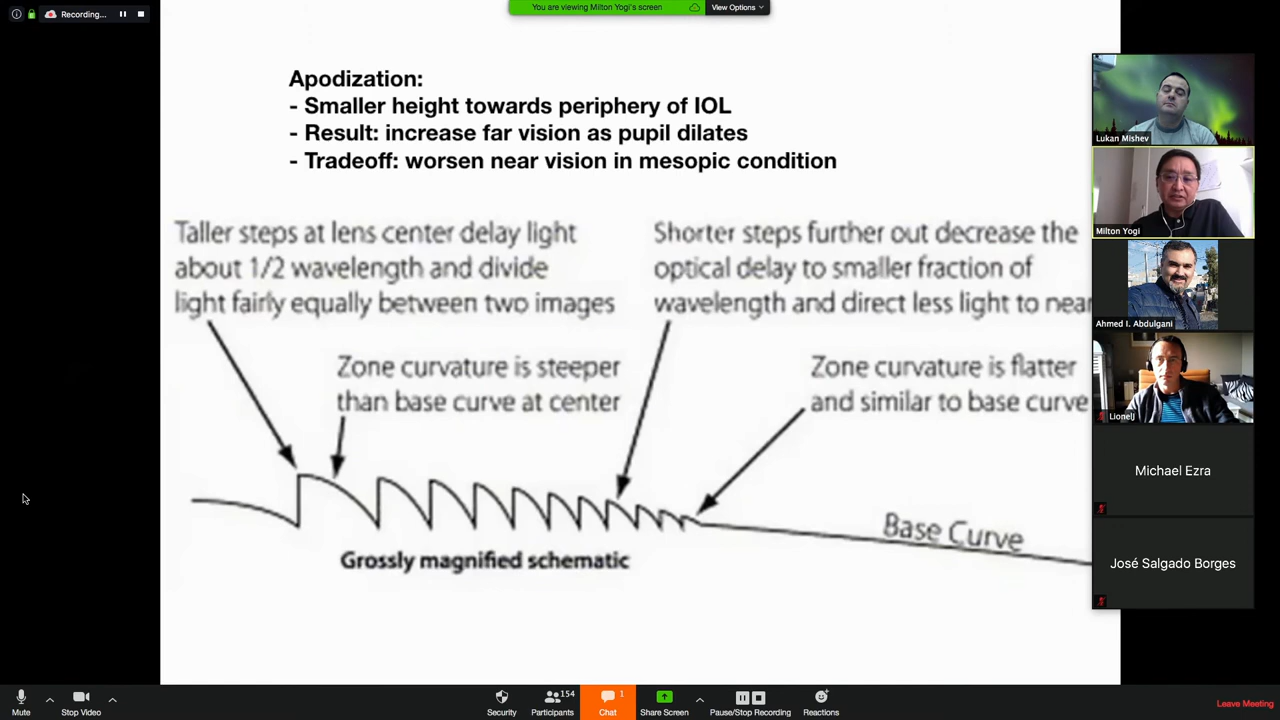 Recording...
You are viewing Milton Yogi's screen
View Options
Apodization:
- Smaller height towards periphery of IOL
- Result: increase far vision as pupil dilates
- Tradeoff: worsen near vision in mesopic condition
Taller steps at lens center delay light
about 1/2 wavelength and divide
light fairly equally between two images
Shorter steps further out decrease the
optical delay to smaller fraction of
wavelength and direct less light to near
Zone curvature is steeper
than base curve at center
Zone curvature is flatter
and similar to base curve
Base Curve
Grossly magnified schematic
Lukan Mishev
Milton Yogi
Ahmed I. Abdulgani
Lionelj
Michael Ezra
José Salgado Borges
Mute
Stop Video
Security
154
Participants
1
Chat
Share Screen
Pause/Stop Recording
Reactions
Leave Meeting